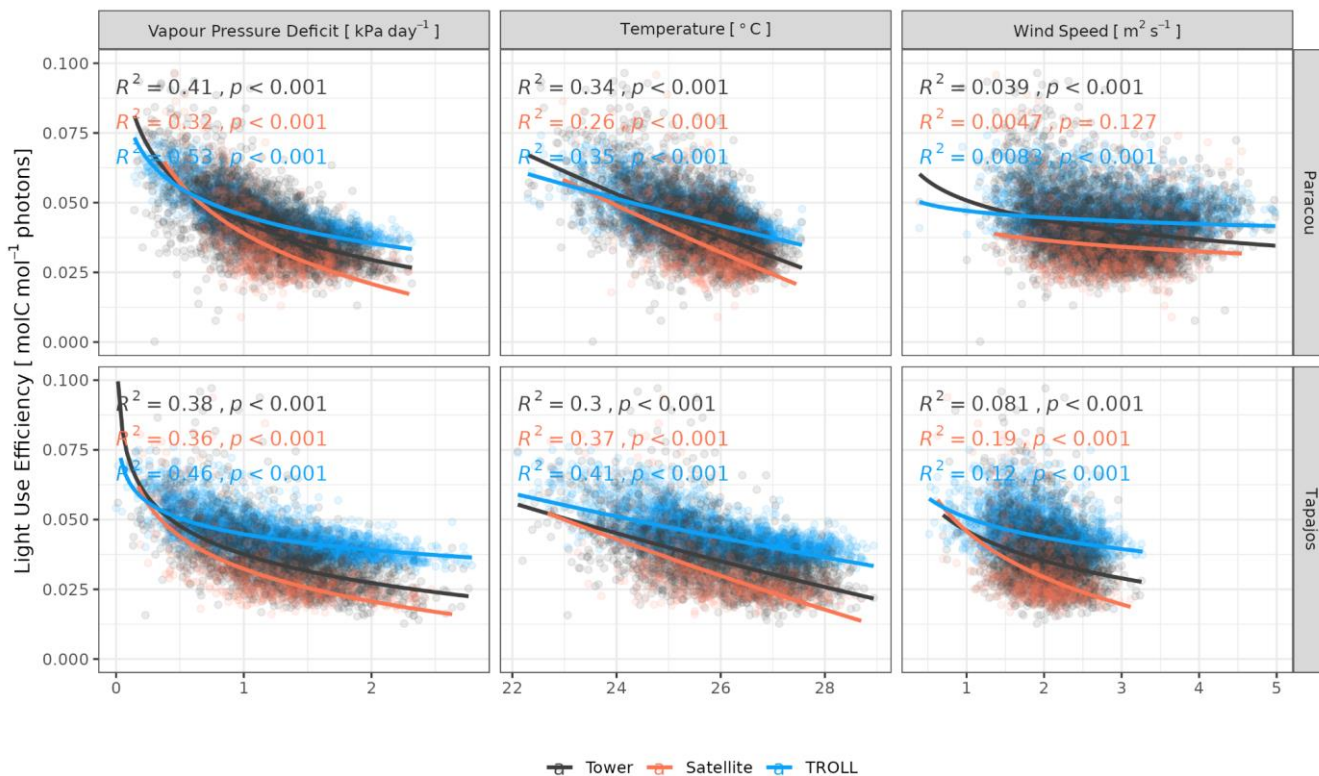 Vapour Pressure Deficit [ kPa day⁻¹ ]
Temperature [ ° C ]
Wind Speed [ m² s⁻¹ ]
Light Use Efficiency [ molC mol⁻¹ photons]
0.100
0.075
0.050
0.025
0.000
R² = 0.41 , p < 0.001
R² = 0.32 , p < 0.001
R² = 0.53 , p < 0.001
R² = 0.34 , p < 0.001
R² = 0.26 , p < 0.001
R² = 0.35 , p < 0.001
R² = 0.039 , p < 0.001
R² = 0.0047 , p = 0.127
R² = 0.0083 , p < 0.001
Paracou
0.100
0.075
0.050
0.025
0.000
R² = 0.38 , p < 0.001
R² = 0.36 , p < 0.001
R² = 0.46 , p < 0.001
R² = 0.3 , p < 0.001
R² = 0.37 , p < 0.001
R² = 0.41 , p < 0.001
R² = 0.081 , p < 0.001
R² = 0.19 , p < 0.001
R² = 0.12 , p < 0.001
Tapajos
0 1 2
22 24 26 28
1 2 3 4 5
a Tower a Satellite a TROLL